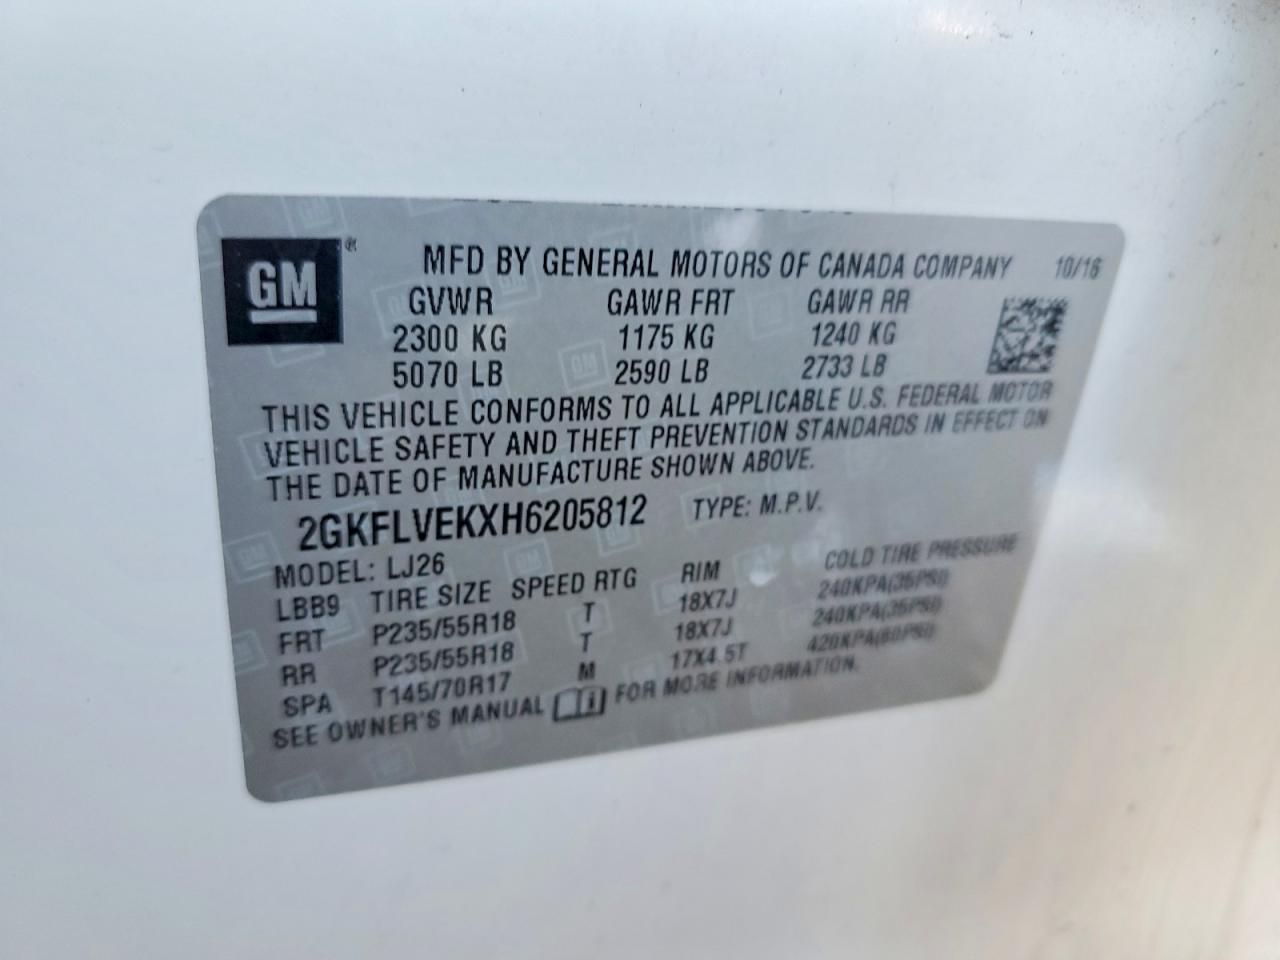 GM ®
MFD BY GENERAL MOTORS OF CANADA COMPANY 10/16
GVWR GAWR FRT GAWR RR
2300 KG 1175 KG 1240 KG
5070 LB 2590 LB 2733 LB
THIS VEHICLE CONFORMS TO ALL APPLICABLE U.S. FEDERAL MOTOR
VEHICLE SAFETY AND THEFT PREVENTION STANDARDS IN EFFECT ON
THE DATE OF MANUFACTURE SHOWN ABOVE.
2GKFLVEKXH6205812 TYPE: M.P.V.
MODEL: LJ26
LBB9 TIRE SIZE SPEED RTG RIM COLD TIRE PRESSURE
FRT P235/55R18 T 18X7J 240KPA(35PSI)
RR P235/55R18 T 18X7J 240KPA(35PSI)
SPA T145/70R17 M 17X4.5T 420KPA(60PSI)
SEE OWNER'S MANUAL FOR MORE INFORMATION.